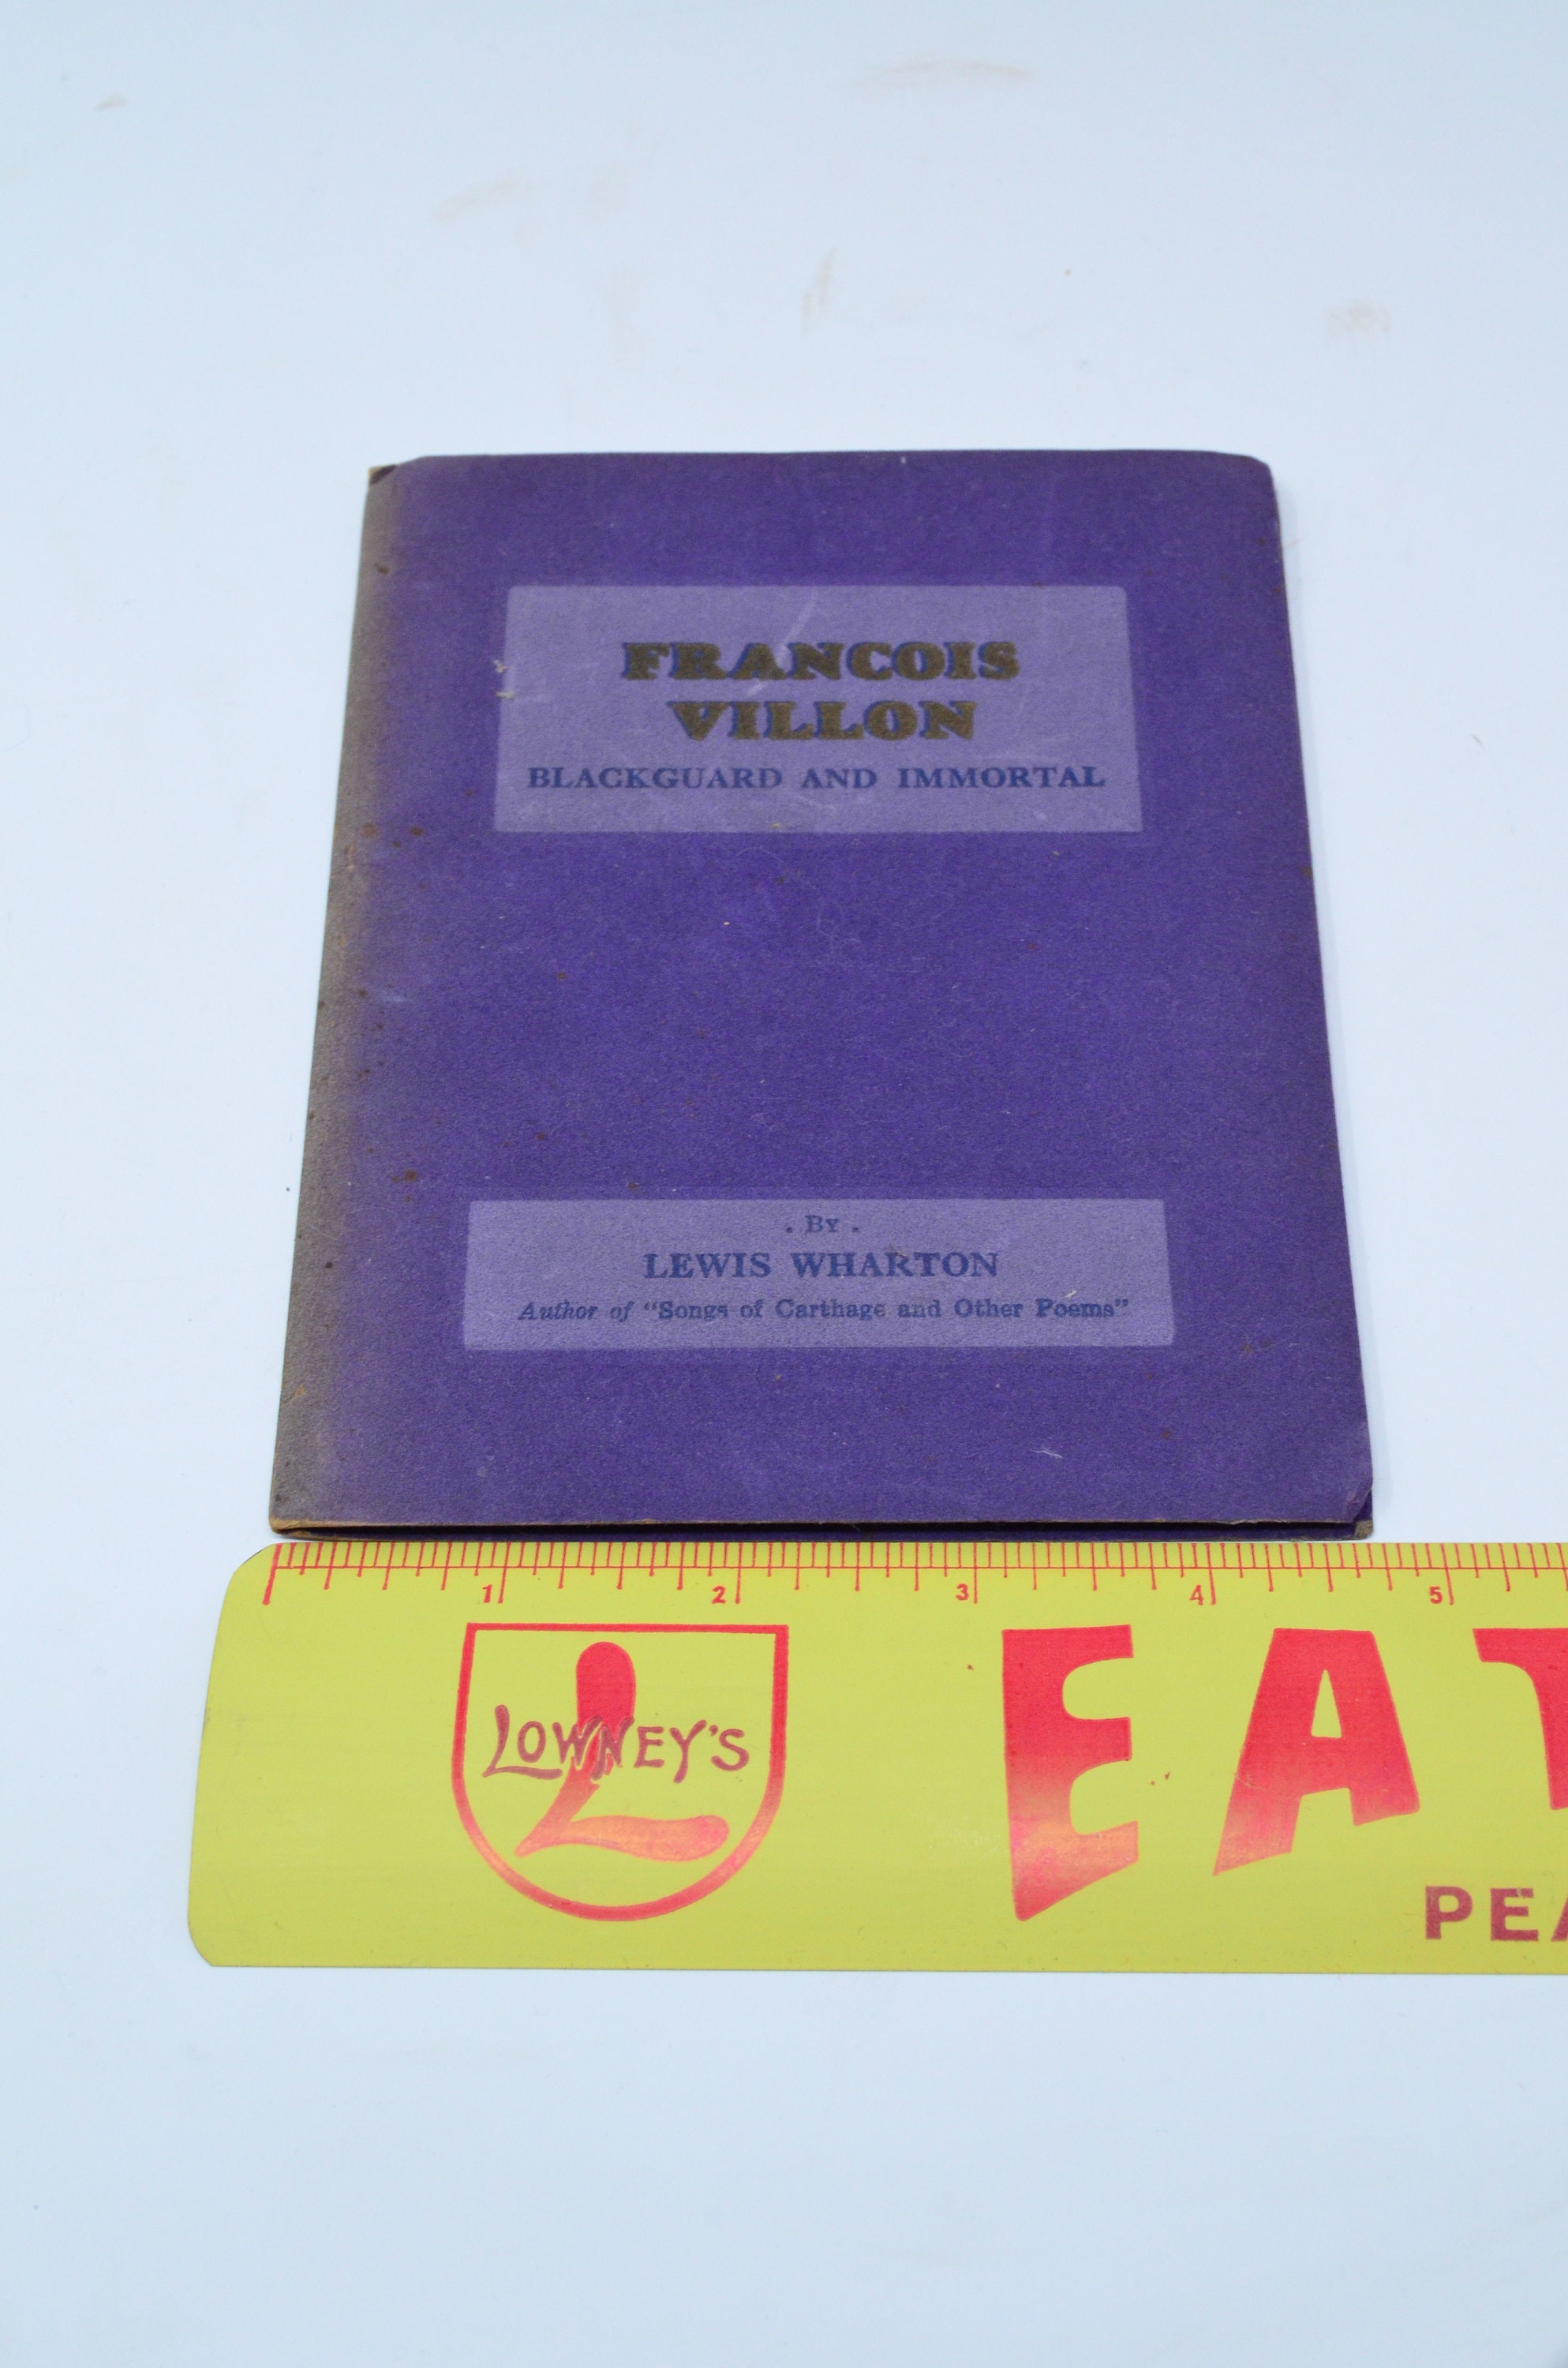 FRANCOIS
VILLON
BLACKGUARD AND IMMORTAL
. BY .
LEWIS WHARTON
Author of "Songs of Carthage and Other Poems"
1 2 3 4 5
LOWNEY'S
L
EAT
PEA